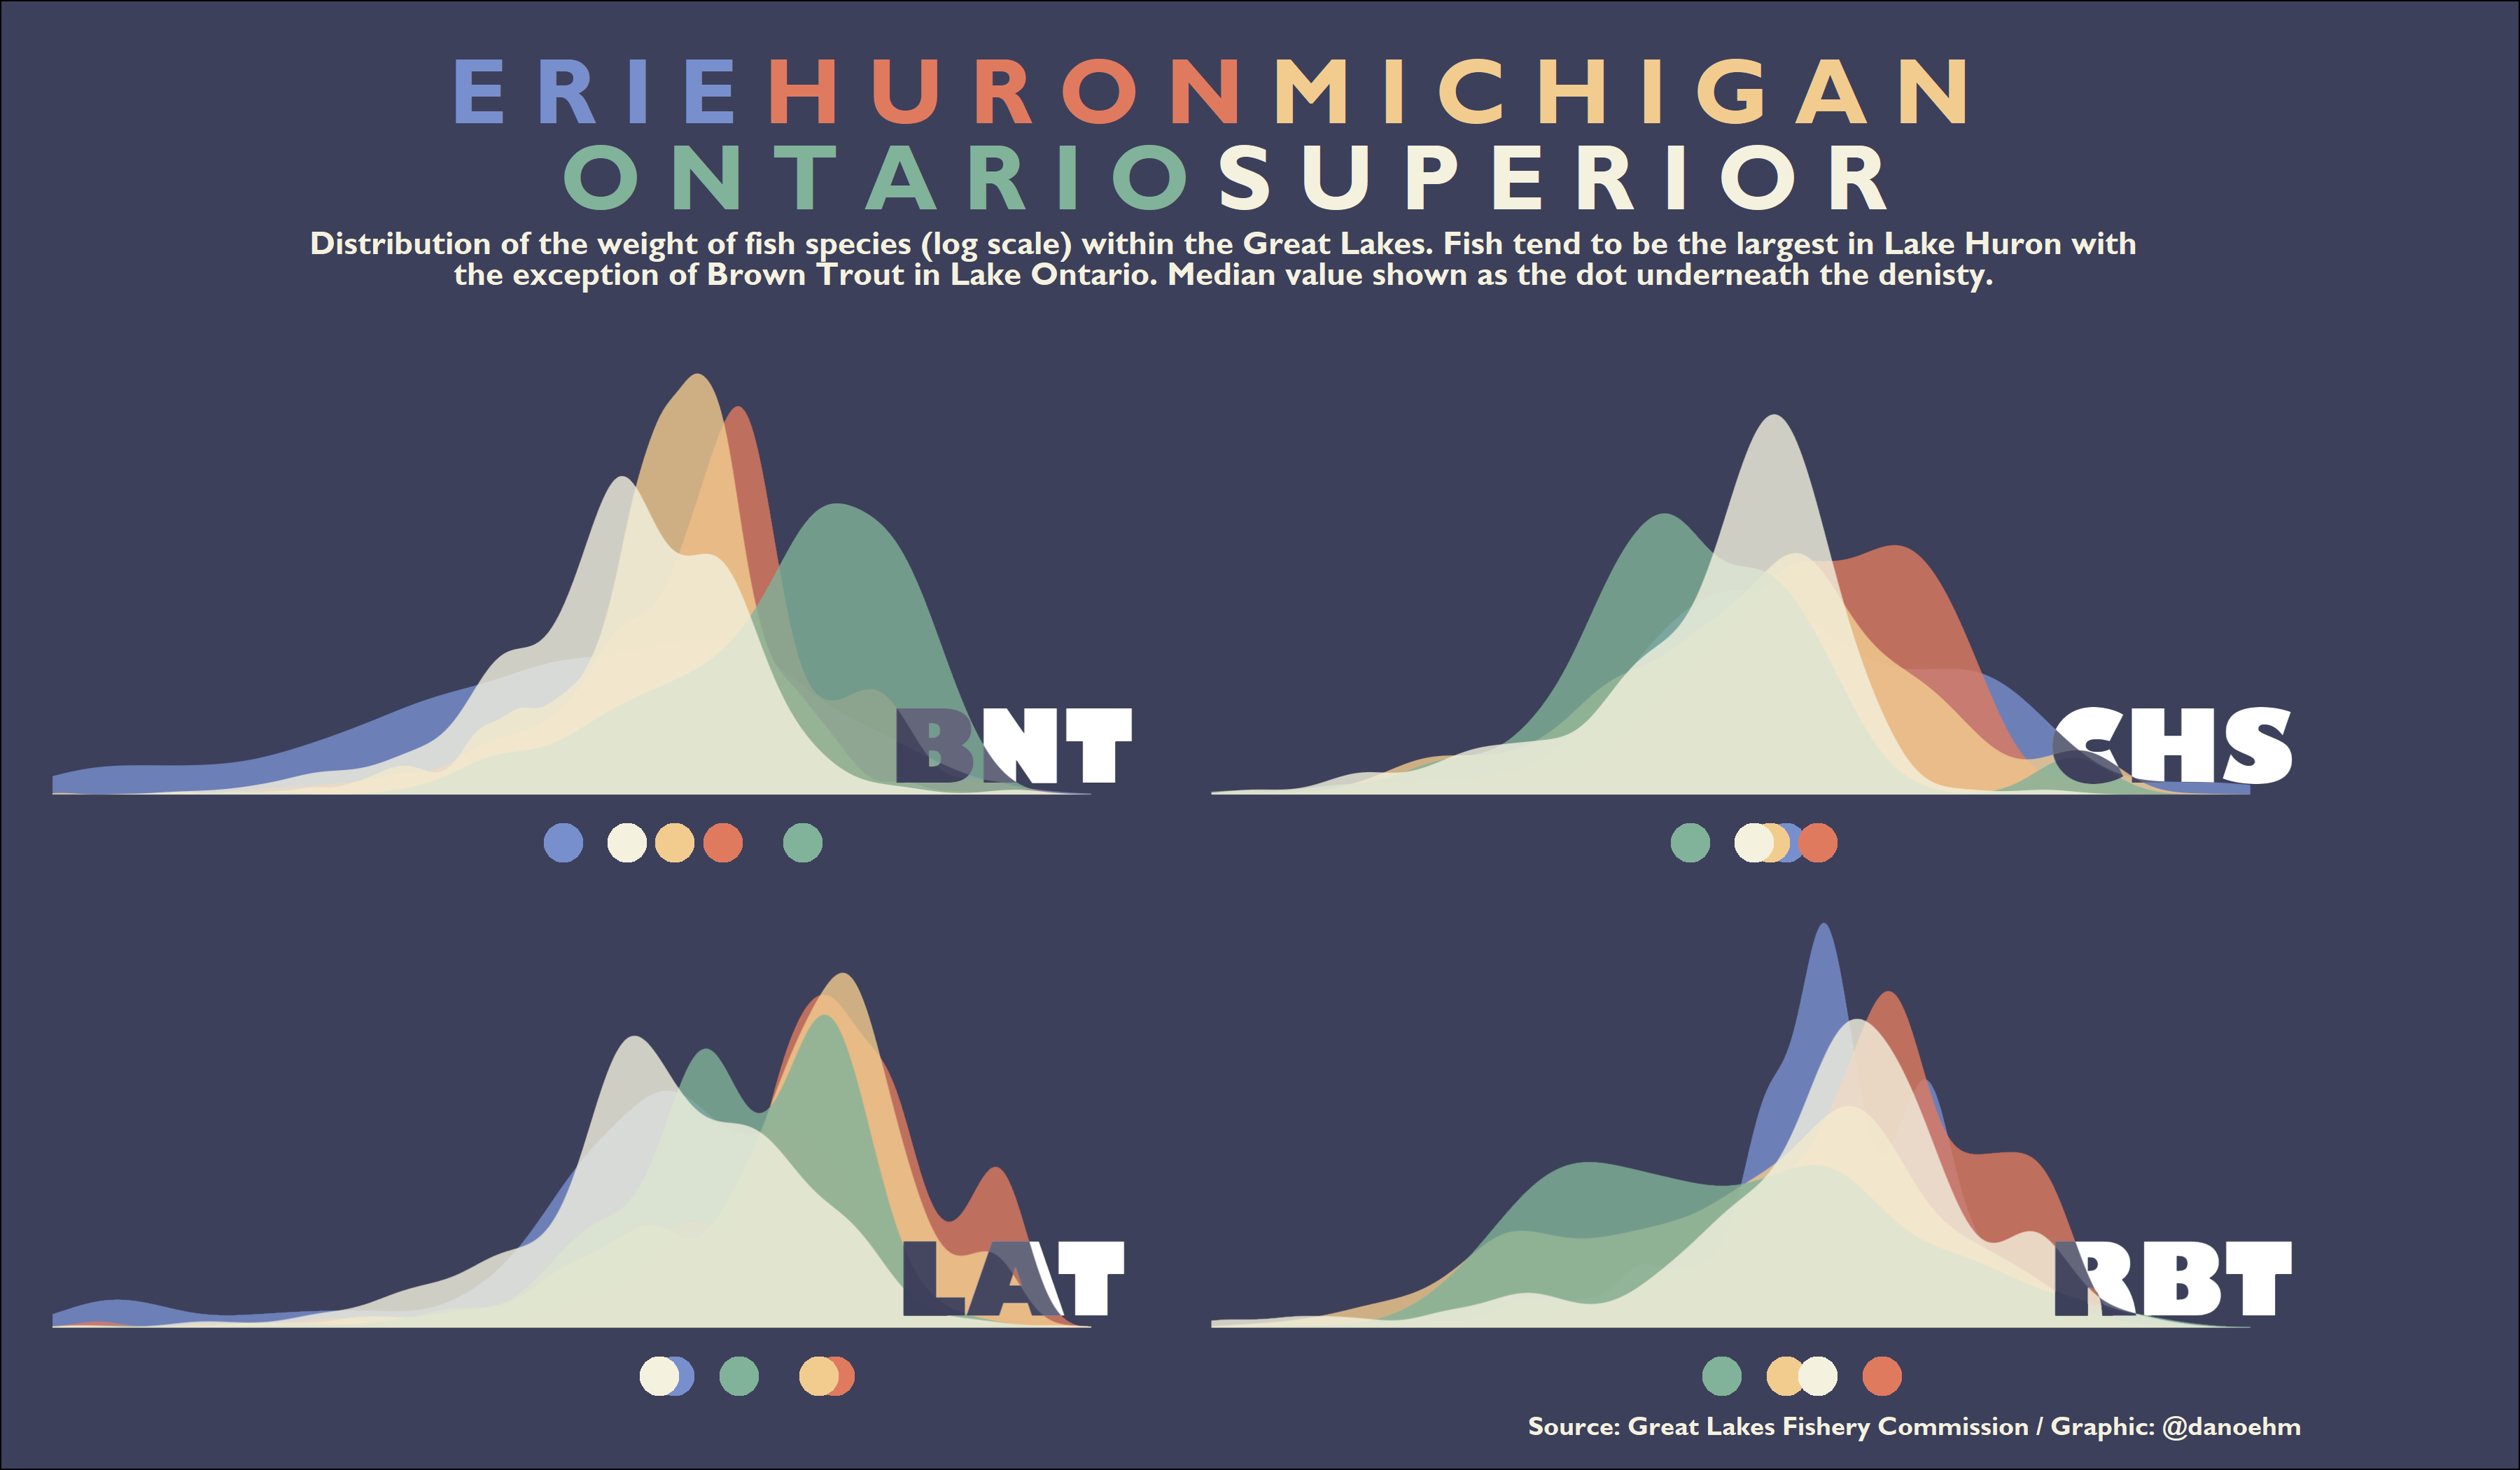 ERIEHURONMICHIGAN
ONTARIOSUPERIOR
Distribution of the weight of fish species (log scale) within the Great Lakes. Fish tend to be the largest in Lake Huron with
the exception of Brown Trout in Lake Ontario. Median value shown as the dot underneath the denisty.
BNT
CHS
LAT
RBT
Source: Great Lakes Fishery Commission / Graphic: @danoehm